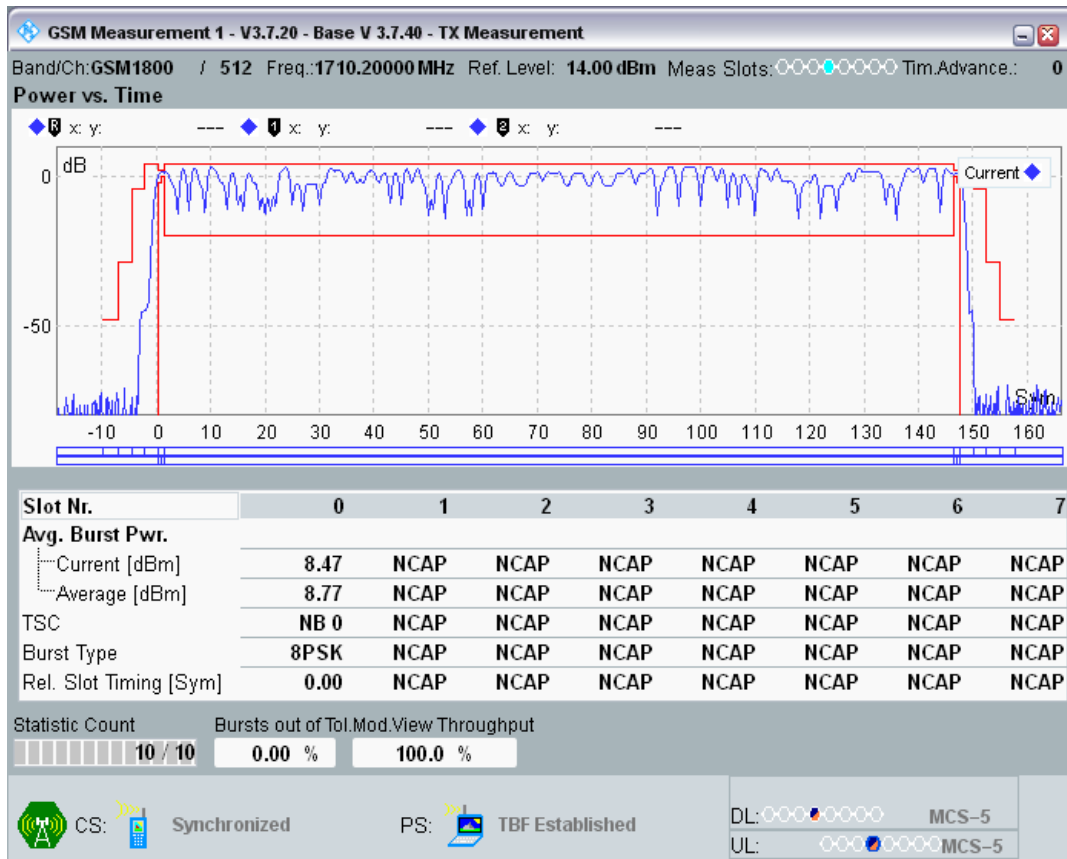 GSM Measurement 1 - V3.7.20 - Base V 3.7.40 - TX Measurement
Band/Ch:GSM1800 / 512 Freq.:1710.20000 MHz Ref. Level: 14.00 dBm Meas Slots: Tim.Advance.: 0
Power vs. Time
R x: y: --- 1 x: y: --- 2 x: y: ---
dB
0
Current
-50
Sym
-10 0 10 20 30 40 50 60 70 80 90 100 110 120 130 140 150 160
Slot Nr. 0 1 2 3 4 5 6 7
Avg. Burst Pwr.
Current [dBm] 8.47 NCAP NCAP NCAP NCAP NCAP NCAP NCAP
Average [dBm] 8.77 NCAP NCAP NCAP NCAP NCAP NCAP NCAP
TSC NB 0 NCAP NCAP NCAP NCAP NCAP NCAP NCAP
Burst Type 8PSK NCAP NCAP NCAP NCAP NCAP NCAP NCAP
Rel. Slot Timing [Sym] 0.00 NCAP NCAP NCAP NCAP NCAP NCAP NCAP
Statistic Count Bursts out of Tol.Mod.View Throughput
10 / 10 0.00 % 100.0 %
CS: Synchronized PS: TBF Established DL: MCS-5
UL: MCS-5